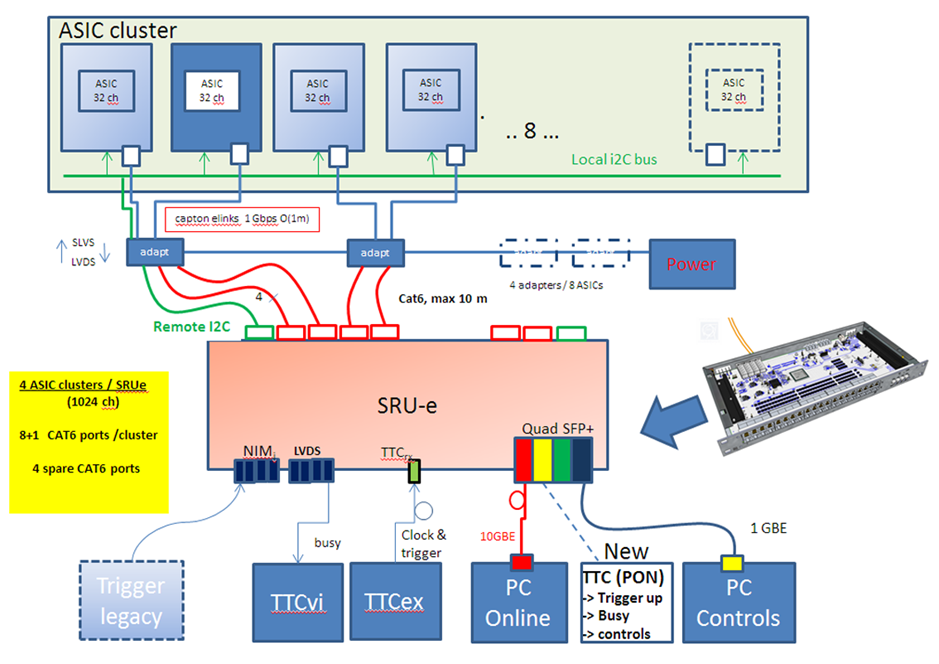 ASIC cluster
ASIC
32 ch
ASIC
32 ch
ASIC
32 ch
ASIC
32 ch
ASIC
32 ch
. .. 8 ...
Local i2C bus
capton elinks 1 Gbps O(1m)
SLVS
LVDS
adapt
adapt
Power
4 adapters / 8 ASICs
4
Cat6, max 10 m
Remote I2C
4 ASIC clusters / SRUe
(1024 ch)
8+1 CAT6 ports /cluster
4 spare CAT6 ports
SRU-e
Quad SFP+
NIMi
LVDS
TTCrx
busy
Clock &
trigger
10GBE
1 GBE
New
Trigger
legacy
TTCvi
TTCex
PC
Online
TTC (PON)
-> Trigger up
-> Busy
-> controls
PC
Controls